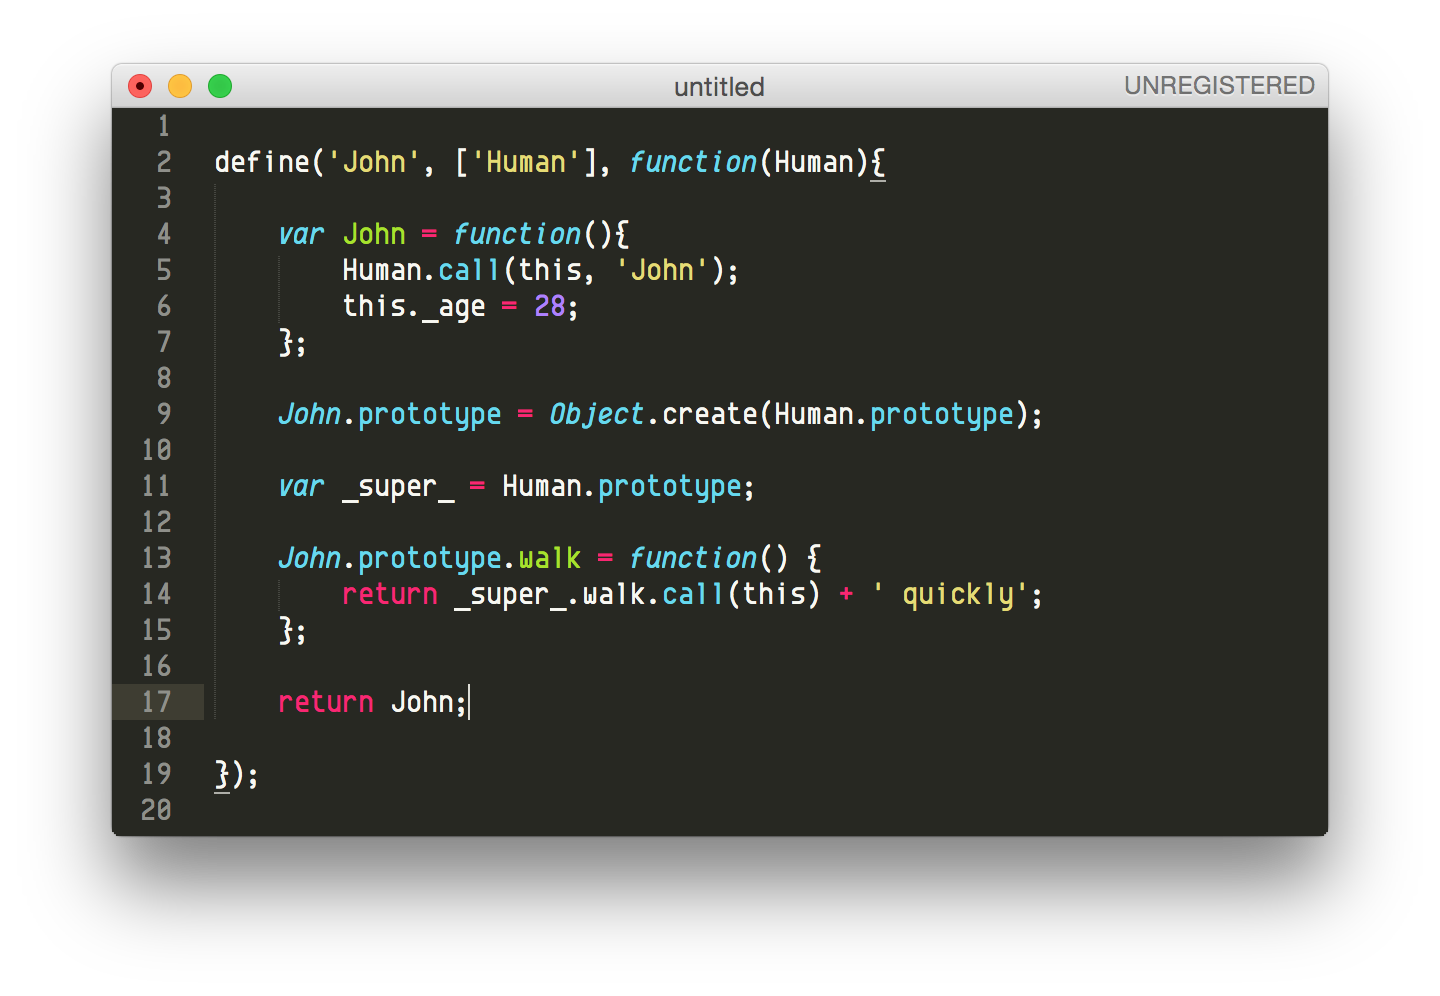 untitled UNREGISTERED
1
2 define('John', ['Human'], function(Human){
3
4     var John = function(){
5         Human.call(this, 'John');
6         this._age = 28;
7     };
8
9     John.prototype = Object.create(Human.prototype);
10
11     var _super_ = Human.prototype;
12
13     John.prototype.walk = function() {
14         return _super_.walk.call(this) + ' quickly';
15     };
16
17     return John;
18
19 });
20